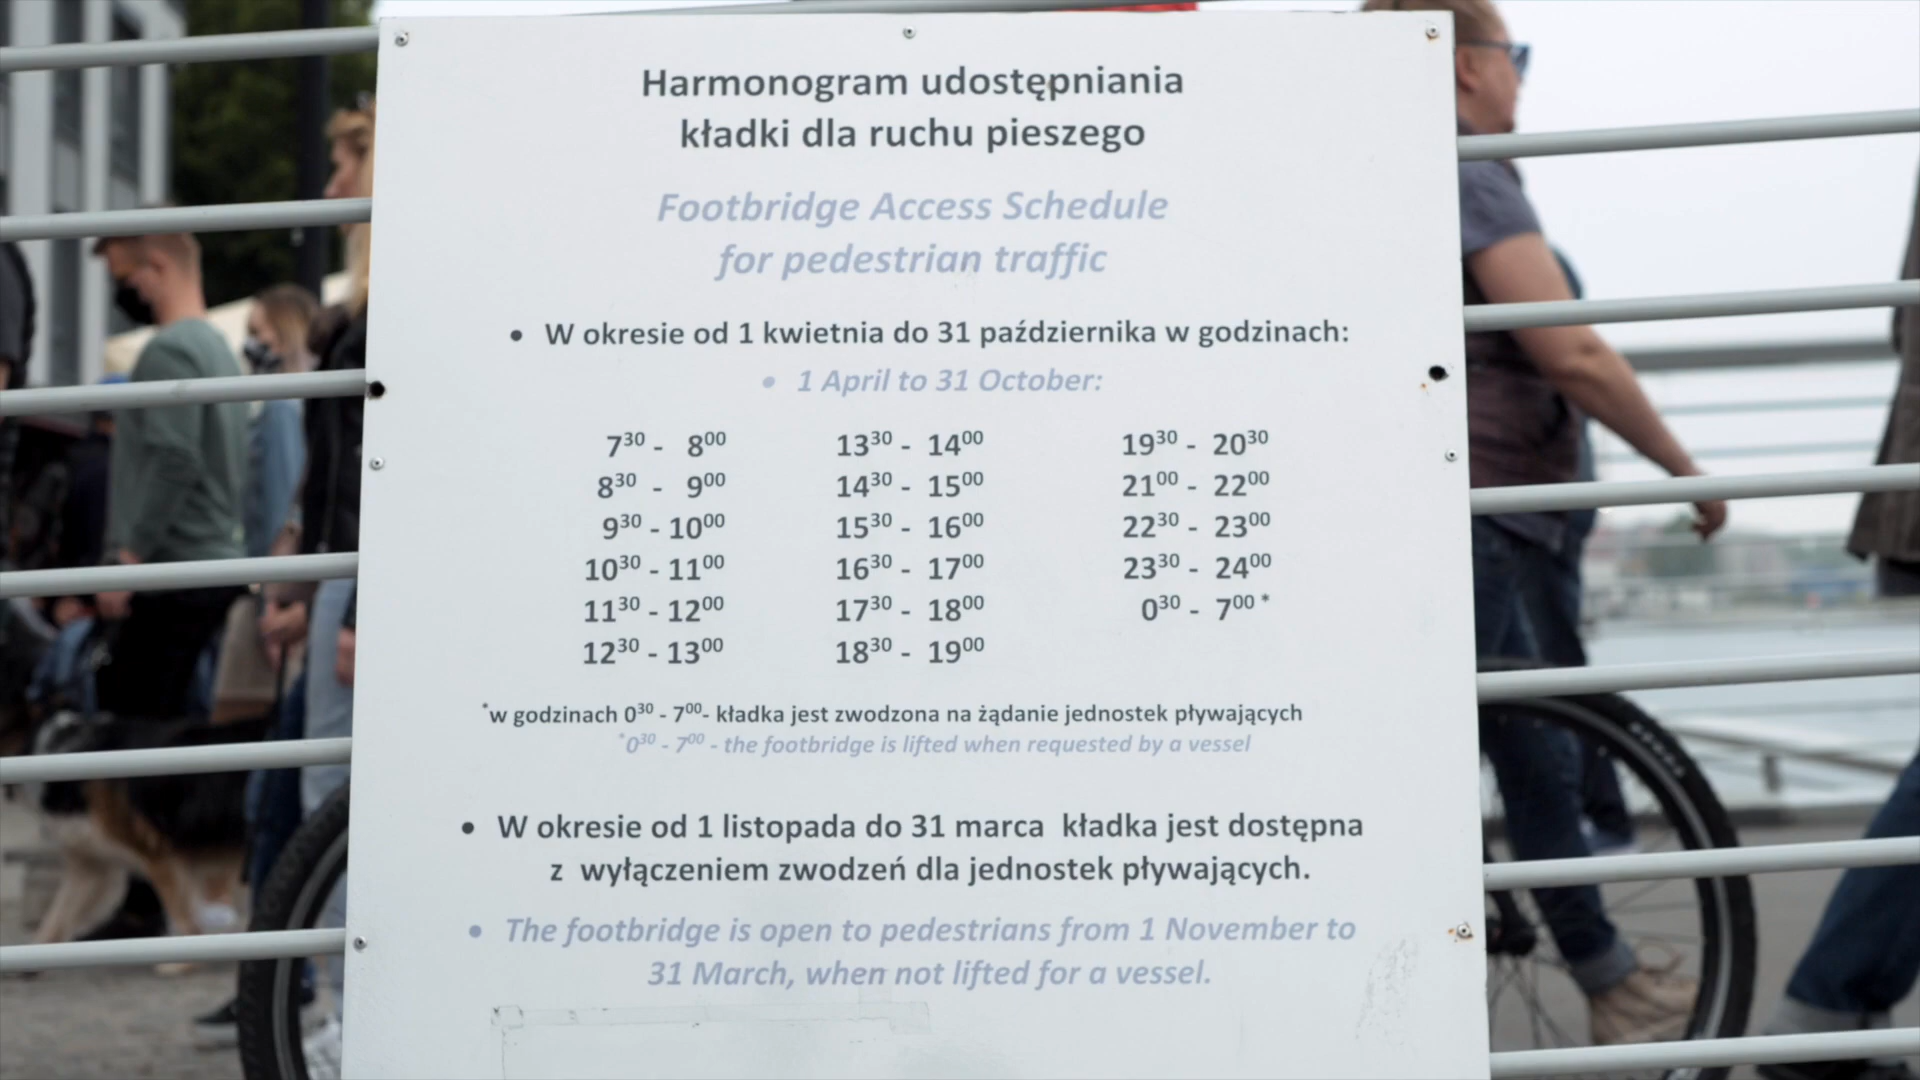 Harmonogram udostępniania
kładki dla ruchu pieszego
Footbridge Access Schedule
for pedestrian traffic
• W okresie od 1 kwietnia do 31 października w godzinach:
• 1 April to 31 October:
7³⁰ - 8⁰⁰ 13³⁰ - 14⁰⁰ 19³⁰ - 20³⁰
8³⁰ - 9⁰⁰ 14³⁰ - 15⁰⁰ 21⁰⁰ - 22⁰⁰
9³⁰ - 10⁰⁰ 15³⁰ - 16⁰⁰ 22³⁰ - 23⁰⁰
10³⁰ - 11⁰⁰ 16³⁰ - 17⁰⁰ 23³⁰ - 24⁰⁰
11³⁰ - 12⁰⁰ 17³⁰ - 18⁰⁰ 0³⁰ - 7⁰⁰ *
12³⁰ - 13⁰⁰ 18³⁰ - 19⁰⁰
*w godzinach 0³⁰ - 7⁰⁰- kładka jest zwodzona na żądanie jednostek pływających
*0³⁰ - 7⁰⁰ - the footbridge is lifted when requested by a vessel
• W okresie od 1 listopada do 31 marca kładka jest dostępna
z wyłączeniem zwodzeń dla jednostek pływających.
• The footbridge is open to pedestrians from 1 November to
31 March, when not lifted for a vessel.